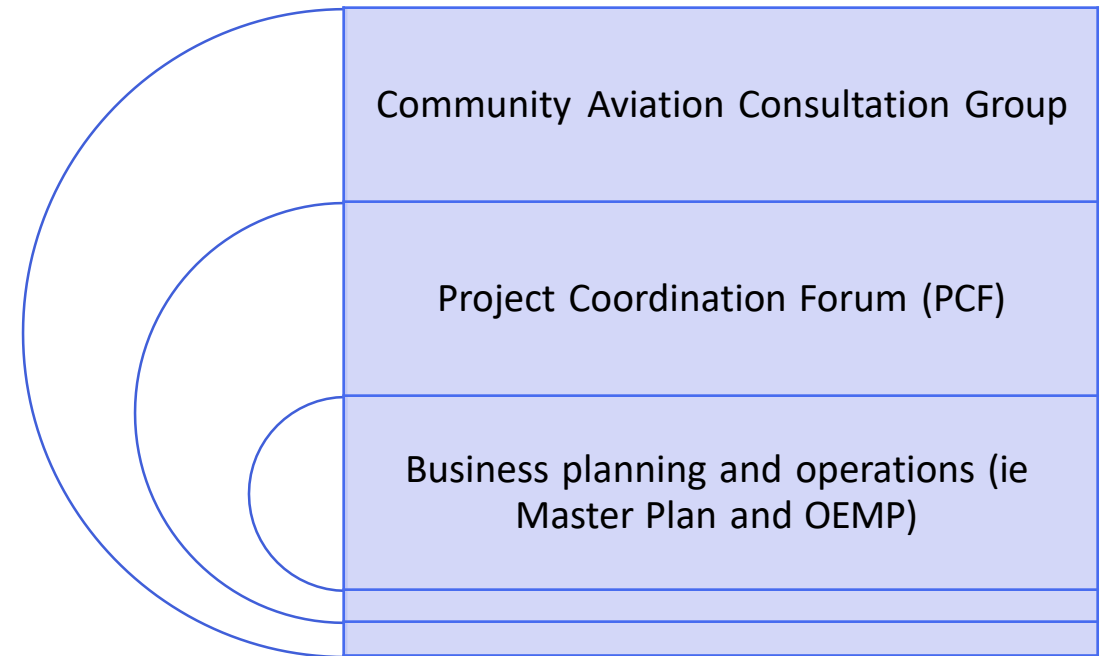 Community Aviation Consultation Group
Project Coordination Forum (PCF)
Business planning and operations (ie
Master Plan and OEMP)